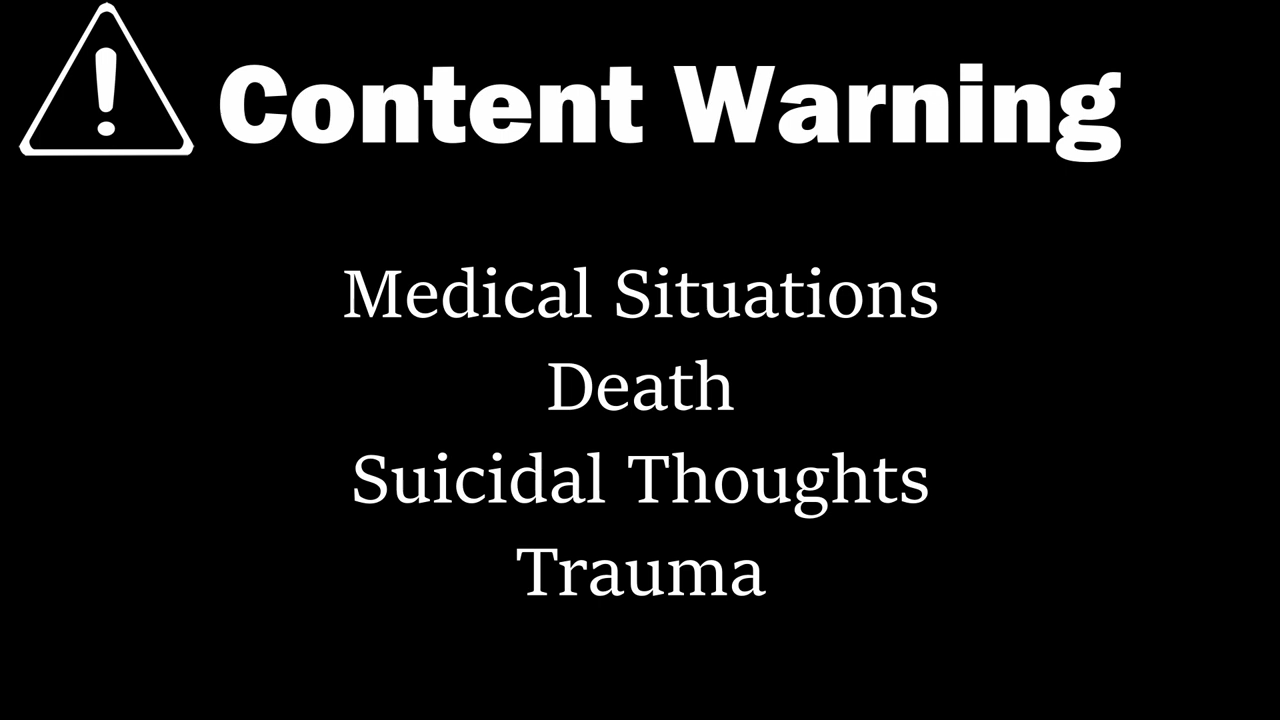 Content Warning
Medical Situations
Death
Suicidal Thoughts
Trauma